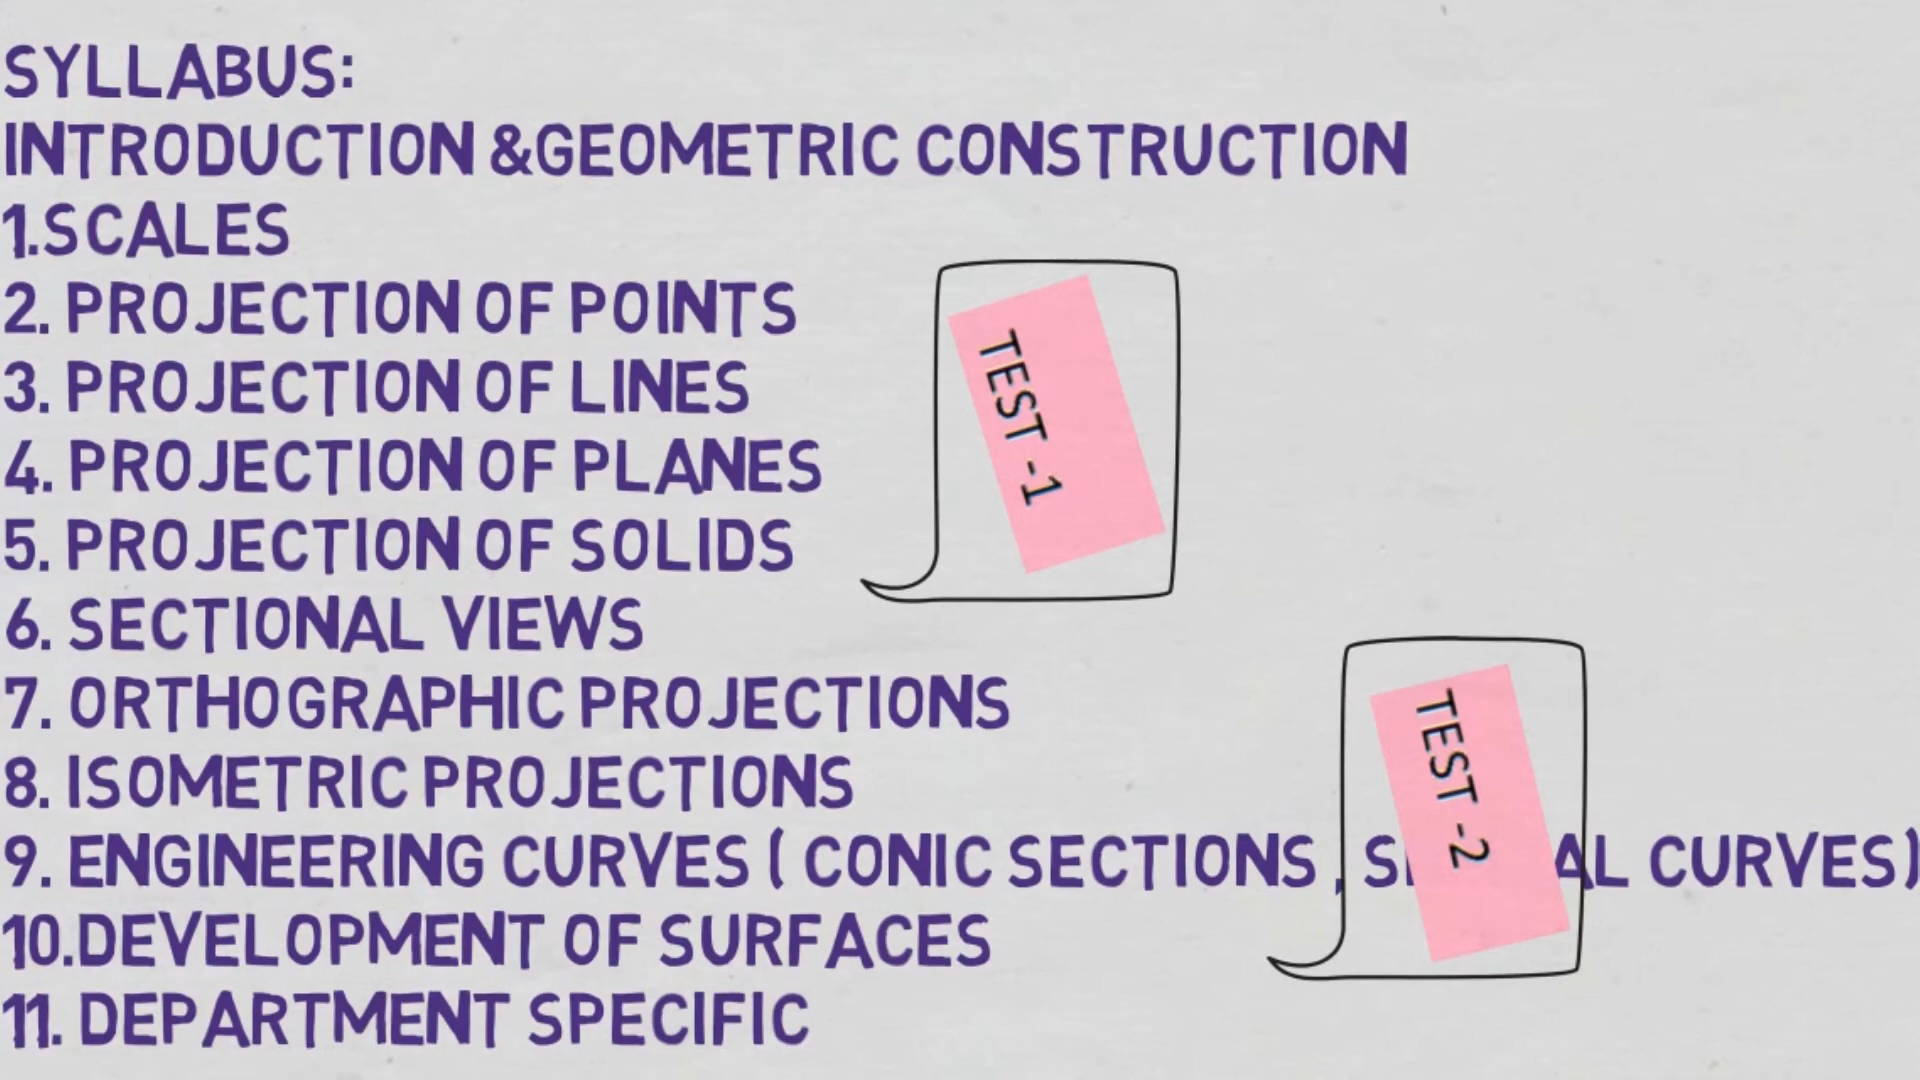 SYLLABUS:
INTRODUCTION &GEOMETRIC CONSTRUCTION
1.SCALES
2. PROJECTION OF POINTS
3. PROJECTION OF LINES
4. PROJECTION OF PLANES
5. PROJECTION OF SOLIDS
TEST -1
6. SECTIONAL VIEWS
7. ORTHOGRAPHIC PROJECTIONS
8. ISOMETRIC PROJECTIONS
9. ENGINEERING CURVES ( CONIC SECTIONS , CURVES)
10.DEVELOPMENT OF SURFACES
11. DEPARTMENT SPECIFIC
TEST -2